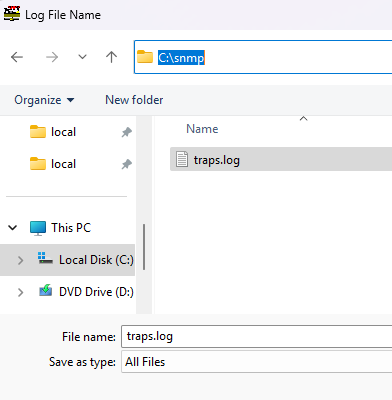 Log File Name
C:\snmp
Organize New folder
local
local
Name
traps.log
This PC
Local Disk (C:)
DVD Drive (D:)
File name: traps.log
Save as type: All Files